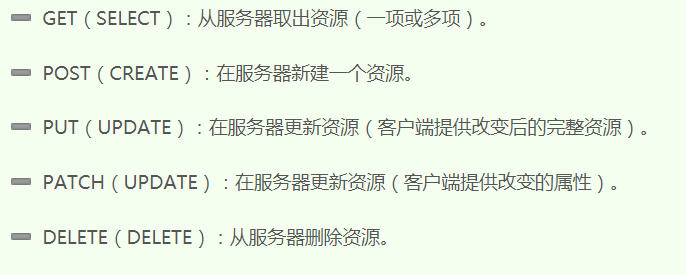 GET（SELECT）：从服务器取出资源（一项或多项）。
POST（CREATE）：在服务器新建一个资源。
PUT（UPDATE）：在服务器更新资源（客户端提供改变后的完整资源）。
PATCH（UPDATE）：在服务器更新资源（客户端提供改变的属性）。
DELETE（DELETE）：从服务器删除资源。